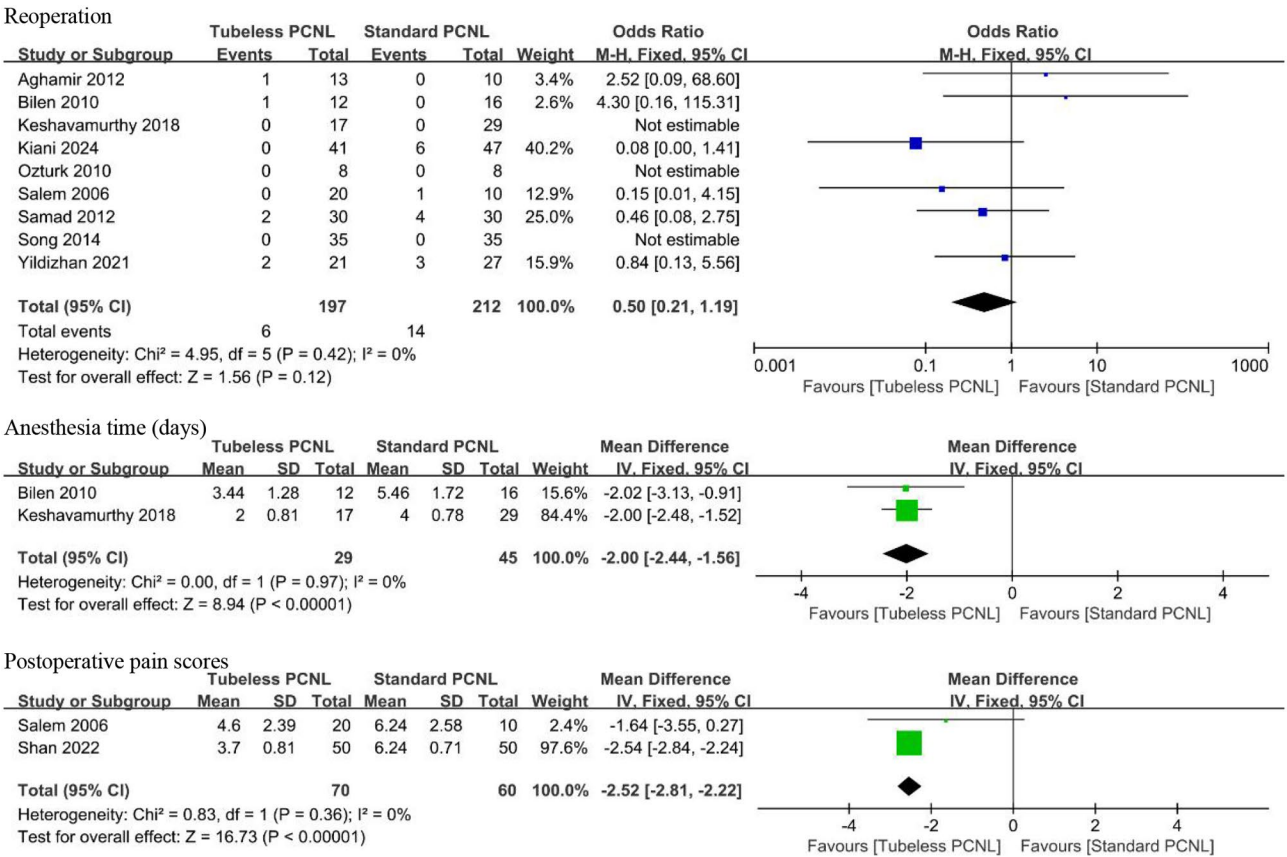 Reoperation
Tubeless PCNL Standard PCNL Odds Ratio Odds Ratio
Study or Subgroup Events Total Events Total Weight M-H, Fixed, 95% CI M-H, Fixed, 95% CI
Aghamir 2012 1 13 0 10 3.4% 2.52 [0.09, 68.60]
Bilen 2010 1 12 0 16 2.6% 4.30 [0.16, 115.31]
Keshavamurthy 2018 0 17 0 29 Not estimable
Kiani 2024 0 41 6 47 40.2% 0.08 [0.00, 1.41]
Ozturk 2010 0 8 0 8 Not estimable
Salem 2006 0 20 1 10 12.9% 0.15 [0.01, 4.15]
Samad 2012 2 30 4 30 25.0% 0.46 [0.08, 2.75]
Song 2014 0 35 0 35 Not estimable
Yildizhan 2021 2 21 3 27 15.9% 0.84 [0.13, 5.56]
Total (95% CI) 197 212 100.0% 0.50 [0.21, 1.19]
Total events 6 14
Heterogeneity: Chi² = 4.95, df = 5 (P = 0.42); I² = 0%
Test for overall effect: Z = 1.56 (P = 0.12)
0.001 0.1 1 10 1000
Favours [Tubeless PCNL] Favours [Standard PCNL]
Anesthesia time (days)
Tubeless PCNL Standard PCNL Mean Difference Mean Difference
Study or Subgroup Mean SD Total Mean SD Total Weight IV, Fixed, 95% CI IV, Fixed, 95% CI
Bilen 2010 3.44 1.28 12 5.46 1.72 16 15.6% -2.02 [-3.13, -0.91]
Keshavamurthy 2018 2 0.81 17 4 0.78 29 84.4% -2.00 [-2.48, -1.52]
Total (95% CI) 29 45 100.0% -2.00 [-2.44, -1.56]
Heterogeneity: Chi² = 0.00, df = 1 (P = 0.97); I² = 0%
Test for overall effect: Z = 8.94 (P < 0.00001)
-4 -2 0 2 4
Favours [Tubeless PCNL] Favours [Standard PCNL]
Postoperative pain scores
Tubeless PCNL Standard PCNL Mean Difference Mean Difference
Study or Subgroup Mean SD Total Mean SD Total Weight IV, Fixed, 95% CI IV, Fixed, 95% CI
Salem 2006 4.6 2.39 20 6.24 2.58 10 2.4% -1.64 [-3.55, 0.27]
Shan 2022 3.7 0.81 50 6.24 0.71 50 97.6% -2.54 [-2.84, -2.24]
Total (95% CI) 70 60 100.0% -2.52 [-2.81, -2.22]
Heterogeneity: Chi² = 0.83, df = 1 (P = 0.36); I² = 0%
Test for overall effect: Z = 16.73 (P < 0.00001)
-4 -2 0 2 4
Favours [Tubeless PCNL] Favours [Standard PCNL]